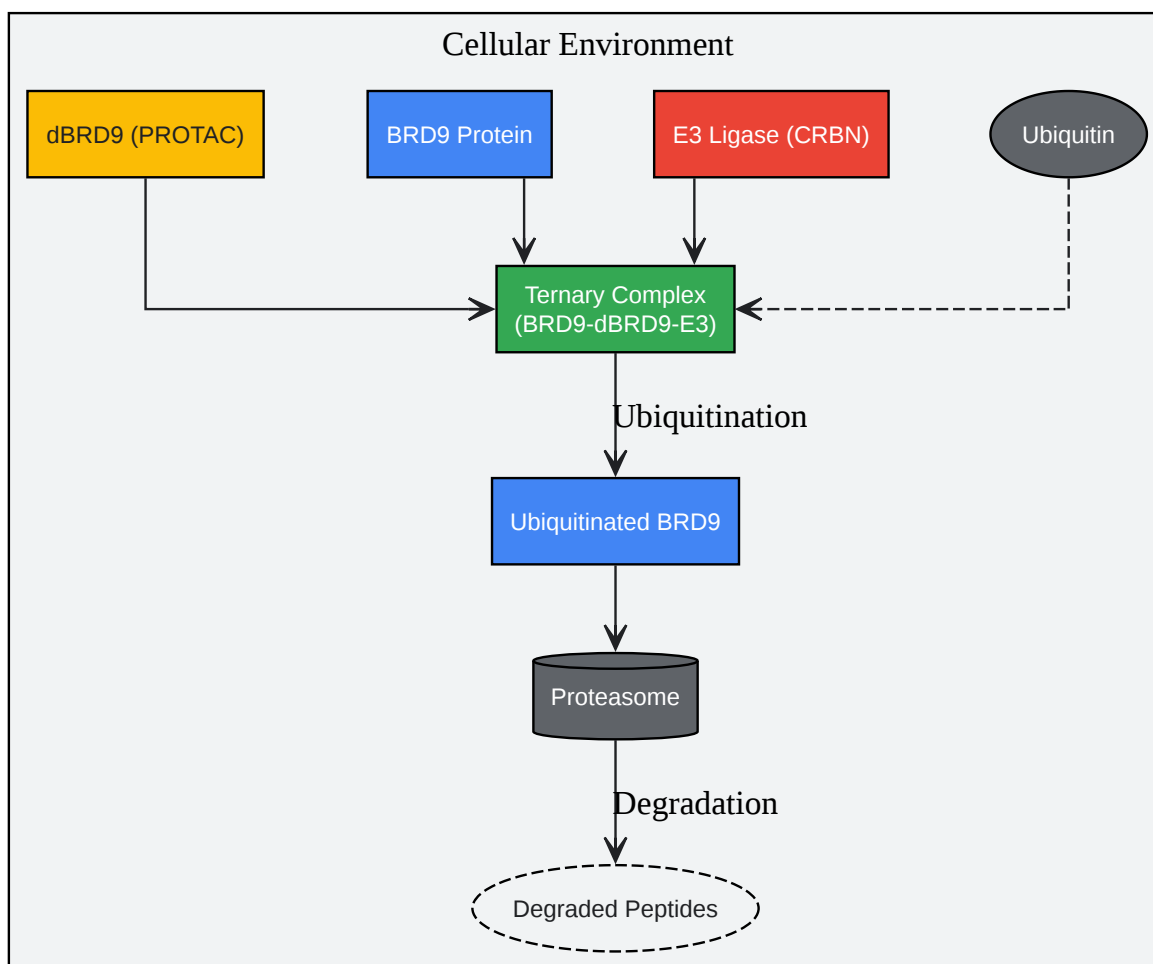 Cellular Environment
dBRD9 (PROTAC)
BRD9 Protein
E3 Ligase (CRBN)
Ubiquitin
Ternary Complex
(BRD9-dBRD9-E3)
Ubiquitination
Ubiquitinated BRD9
Proteasome
Degradation
Degraded Peptides